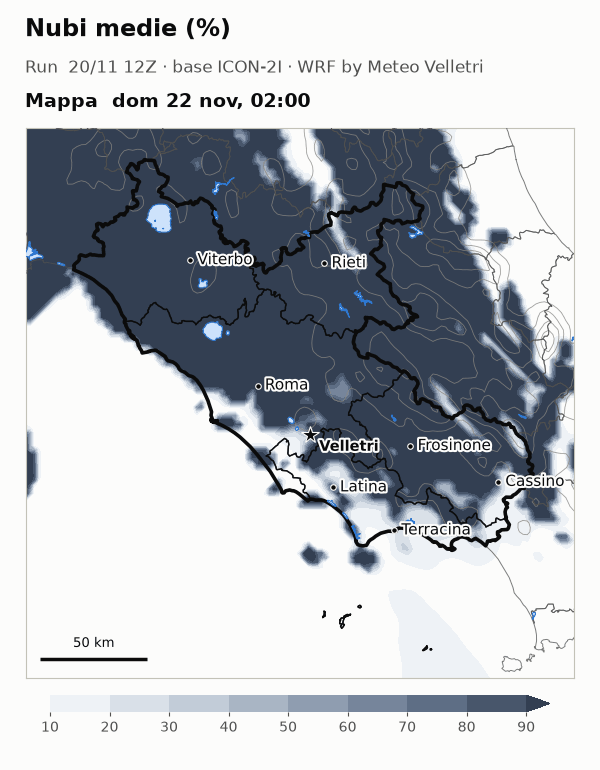 Nubi medie (%)
Run  20/11 12Z · base ICON-2I · WRF by Meteo Velletri
Mappa  dom 22 nov, 02:00
Viterbo
Rieti
Roma
Velletri
Frosinone
Latina
Cassino
Terracina
50 km
10 20 30 40 50 60 70 80 90